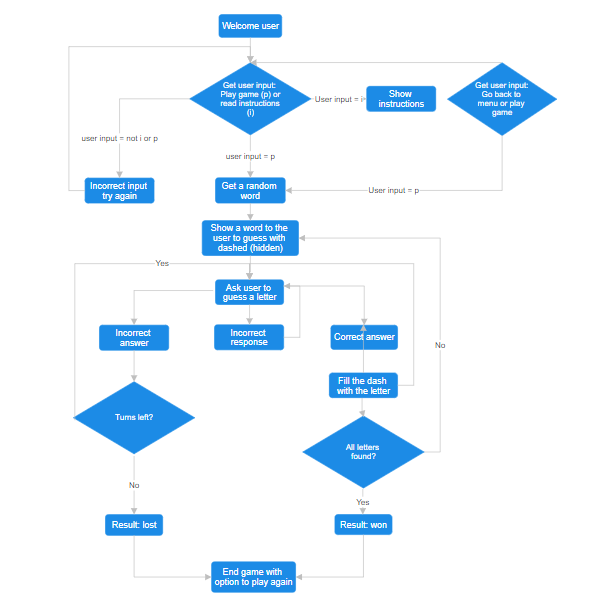 Welcome user
Get user input:
Play game (p) or
read instructions
(i)
User input = i
Show
instructions
Get user input:
Go back to
menu or play
game
user input = not i or p
user input = p
Incorrect input
try again
Get a random
word
User input = p
Show a word to the
user to guess with
dashed (hidden)
Yes
Ask user to
guess a letter
Incorrect
answer
Incorrect
response
Correct answer
No
Fill the dash
with the letter
Turns left?
All letters
found?
No
Yes
Result: lost
Result: won
End game with
option to play again